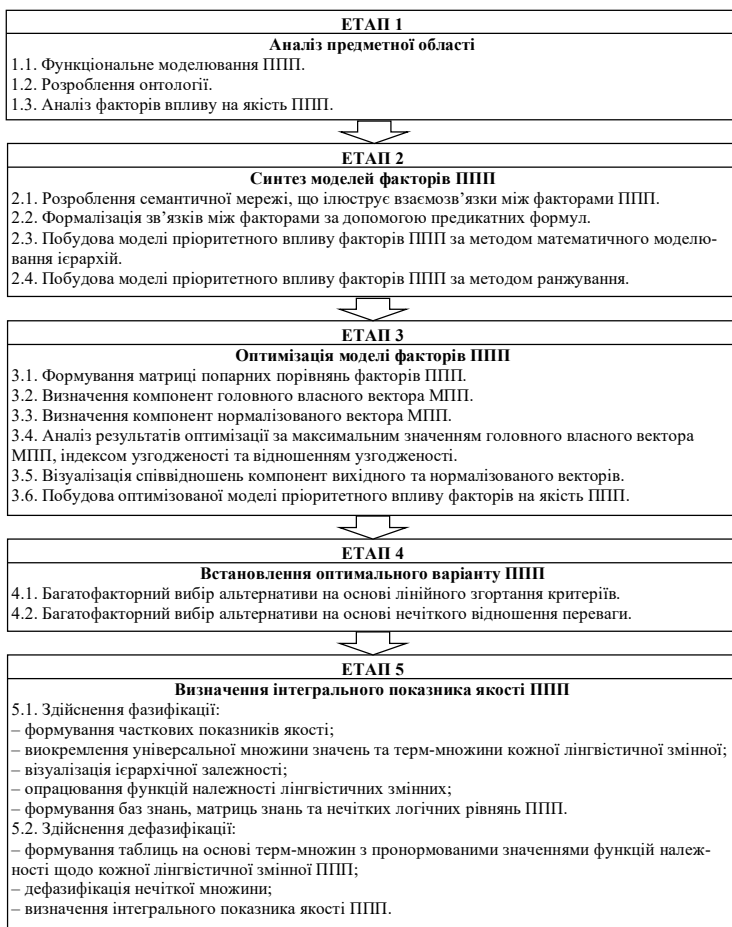 ЕТАП 1
Аналіз предметної області
1.1. Функціональне моделювання ППП.
1.2. Розроблення онтології.
1.3. Аналіз факторів впливу на якість ППП.
ЕТАП 2
Синтез моделей факторів ППП
2.1. Розроблення семантичної мережі, що ілюструє взаємозв’язки між факторами ППП.
2.2. Формалізація зв’язків між факторами за допомогою предикатних формул.
2.3. Побудова моделі пріоритетного впливу факторів ППП за методом математичного моделю-
вання ієрархій.
2.4. Побудова моделі пріоритетного впливу факторів ППП за методом ранжування.
ЕТАП 3
Оптимізація моделі факторів ППП
3.1. Формування матриці попарних порівнянь факторів ППП.
3.2. Визначення компонент головного власного вектора МПП.
3.3. Визначення компонент нормалізованого вектора МПП.
3.4. Аналіз результатів оптимізації за максимальним значенням головного власного вектора
МПП, індексом узгодженості та відношенням узгодженості.
3.5. Візуалізація співвідношень компонент вихідного та нормалізованого векторів.
3.6. Побудова оптимізованої моделі пріоритетного впливу факторів на якість ППП.
ЕТАП 4
Встановлення оптимального варіанту ППП
4.1. Багатофакторний вибір альтернативи на основі лінійного згортання критеріїв.
4.2. Багатофакторний вибір альтернативи на основі нечіткого відношення переваги.
ЕТАП 5
Визначення інтегрального показника якості ППП
5.1. Здійснення фазифікації:
– формування часткових показників якості;
– виокремлення універсальної множини значень та терм-множини кожної лінгвістичної змінної;
– візуалізація ієрархічної залежності;
– опрацювання функцій належності лінгвістичних змінних;
– формування баз знань, матриць знань та нечітких логічних рівнянь ППП.
5.2. Здійснення дефазифікації:
– формування таблиць на основі терм-множин з пронормованими значеннями функцій належ-
ності щодо кожної лінгвістичної змінної ППП;
– дефазифікація нечіткої множини;
– визначення інтегрального показника якості ППП.